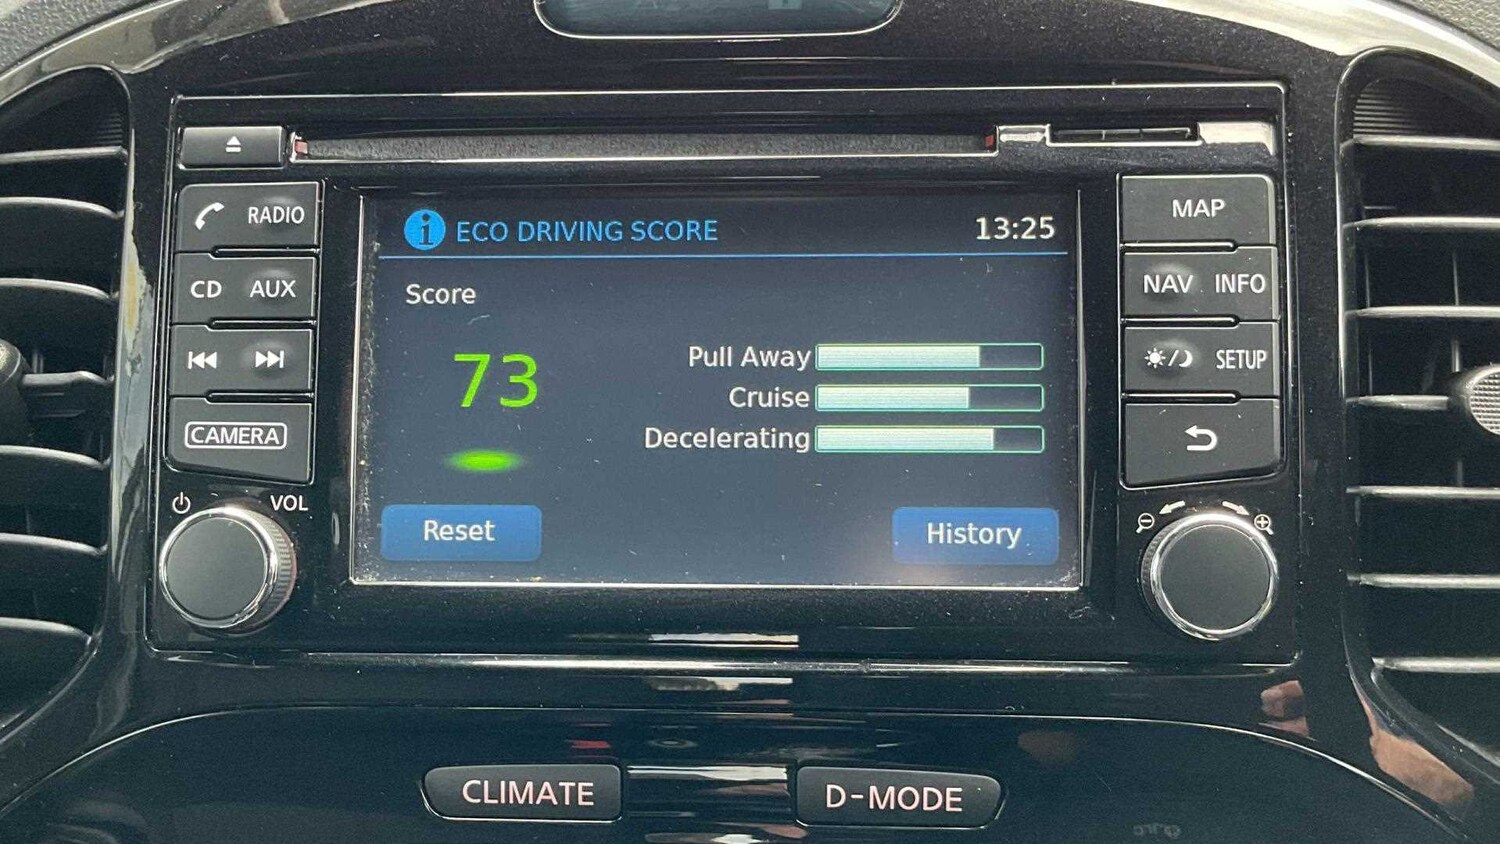 RADIO
CD AUX
CAMERA
VOL
i ECO DRIVING SCORE 13:25
Score
73
Pull Away
Cruise
Decelerating
Reset
History
MAP
NAV INFO
SETUP
CLIMATE
D-MODE